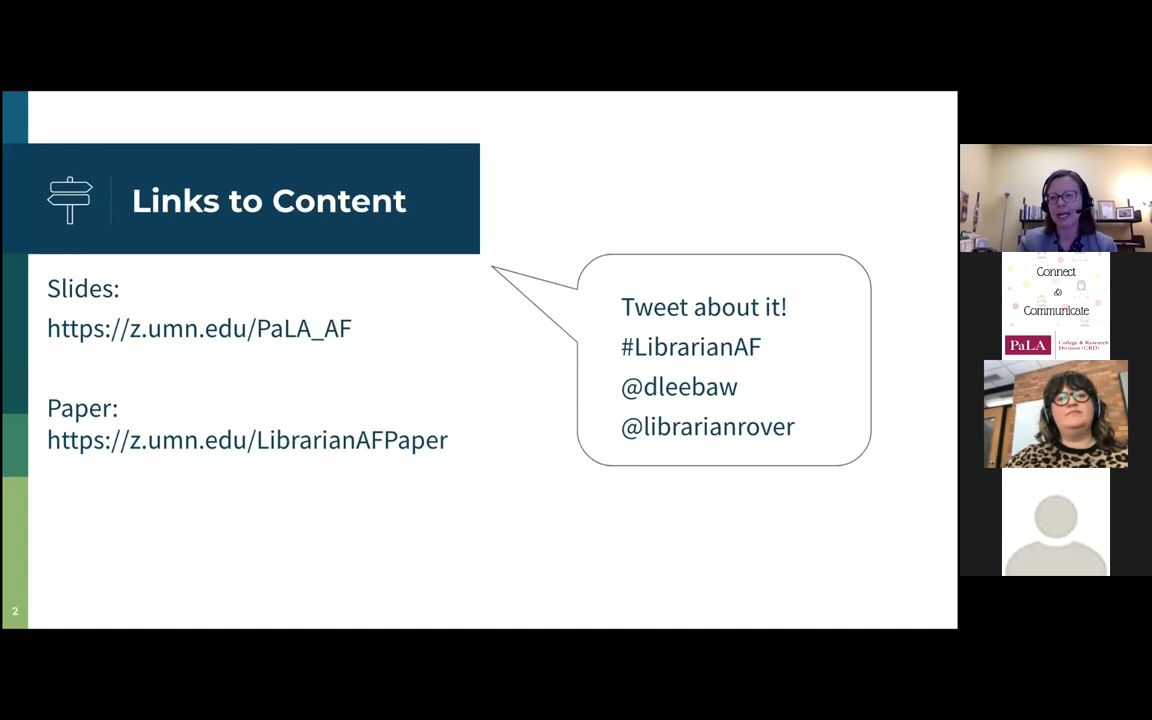 Links to Content
Slides:
https://z.umn.edu/PaLA_AF
Paper:
https://z.umn.edu/LibrarianAFPaper
Tweet about it!
#LibrarianAF
@dleebaw
@librarianrover
2
Connect
&
Communicate
PaLA
College & Research
Division (CRD)